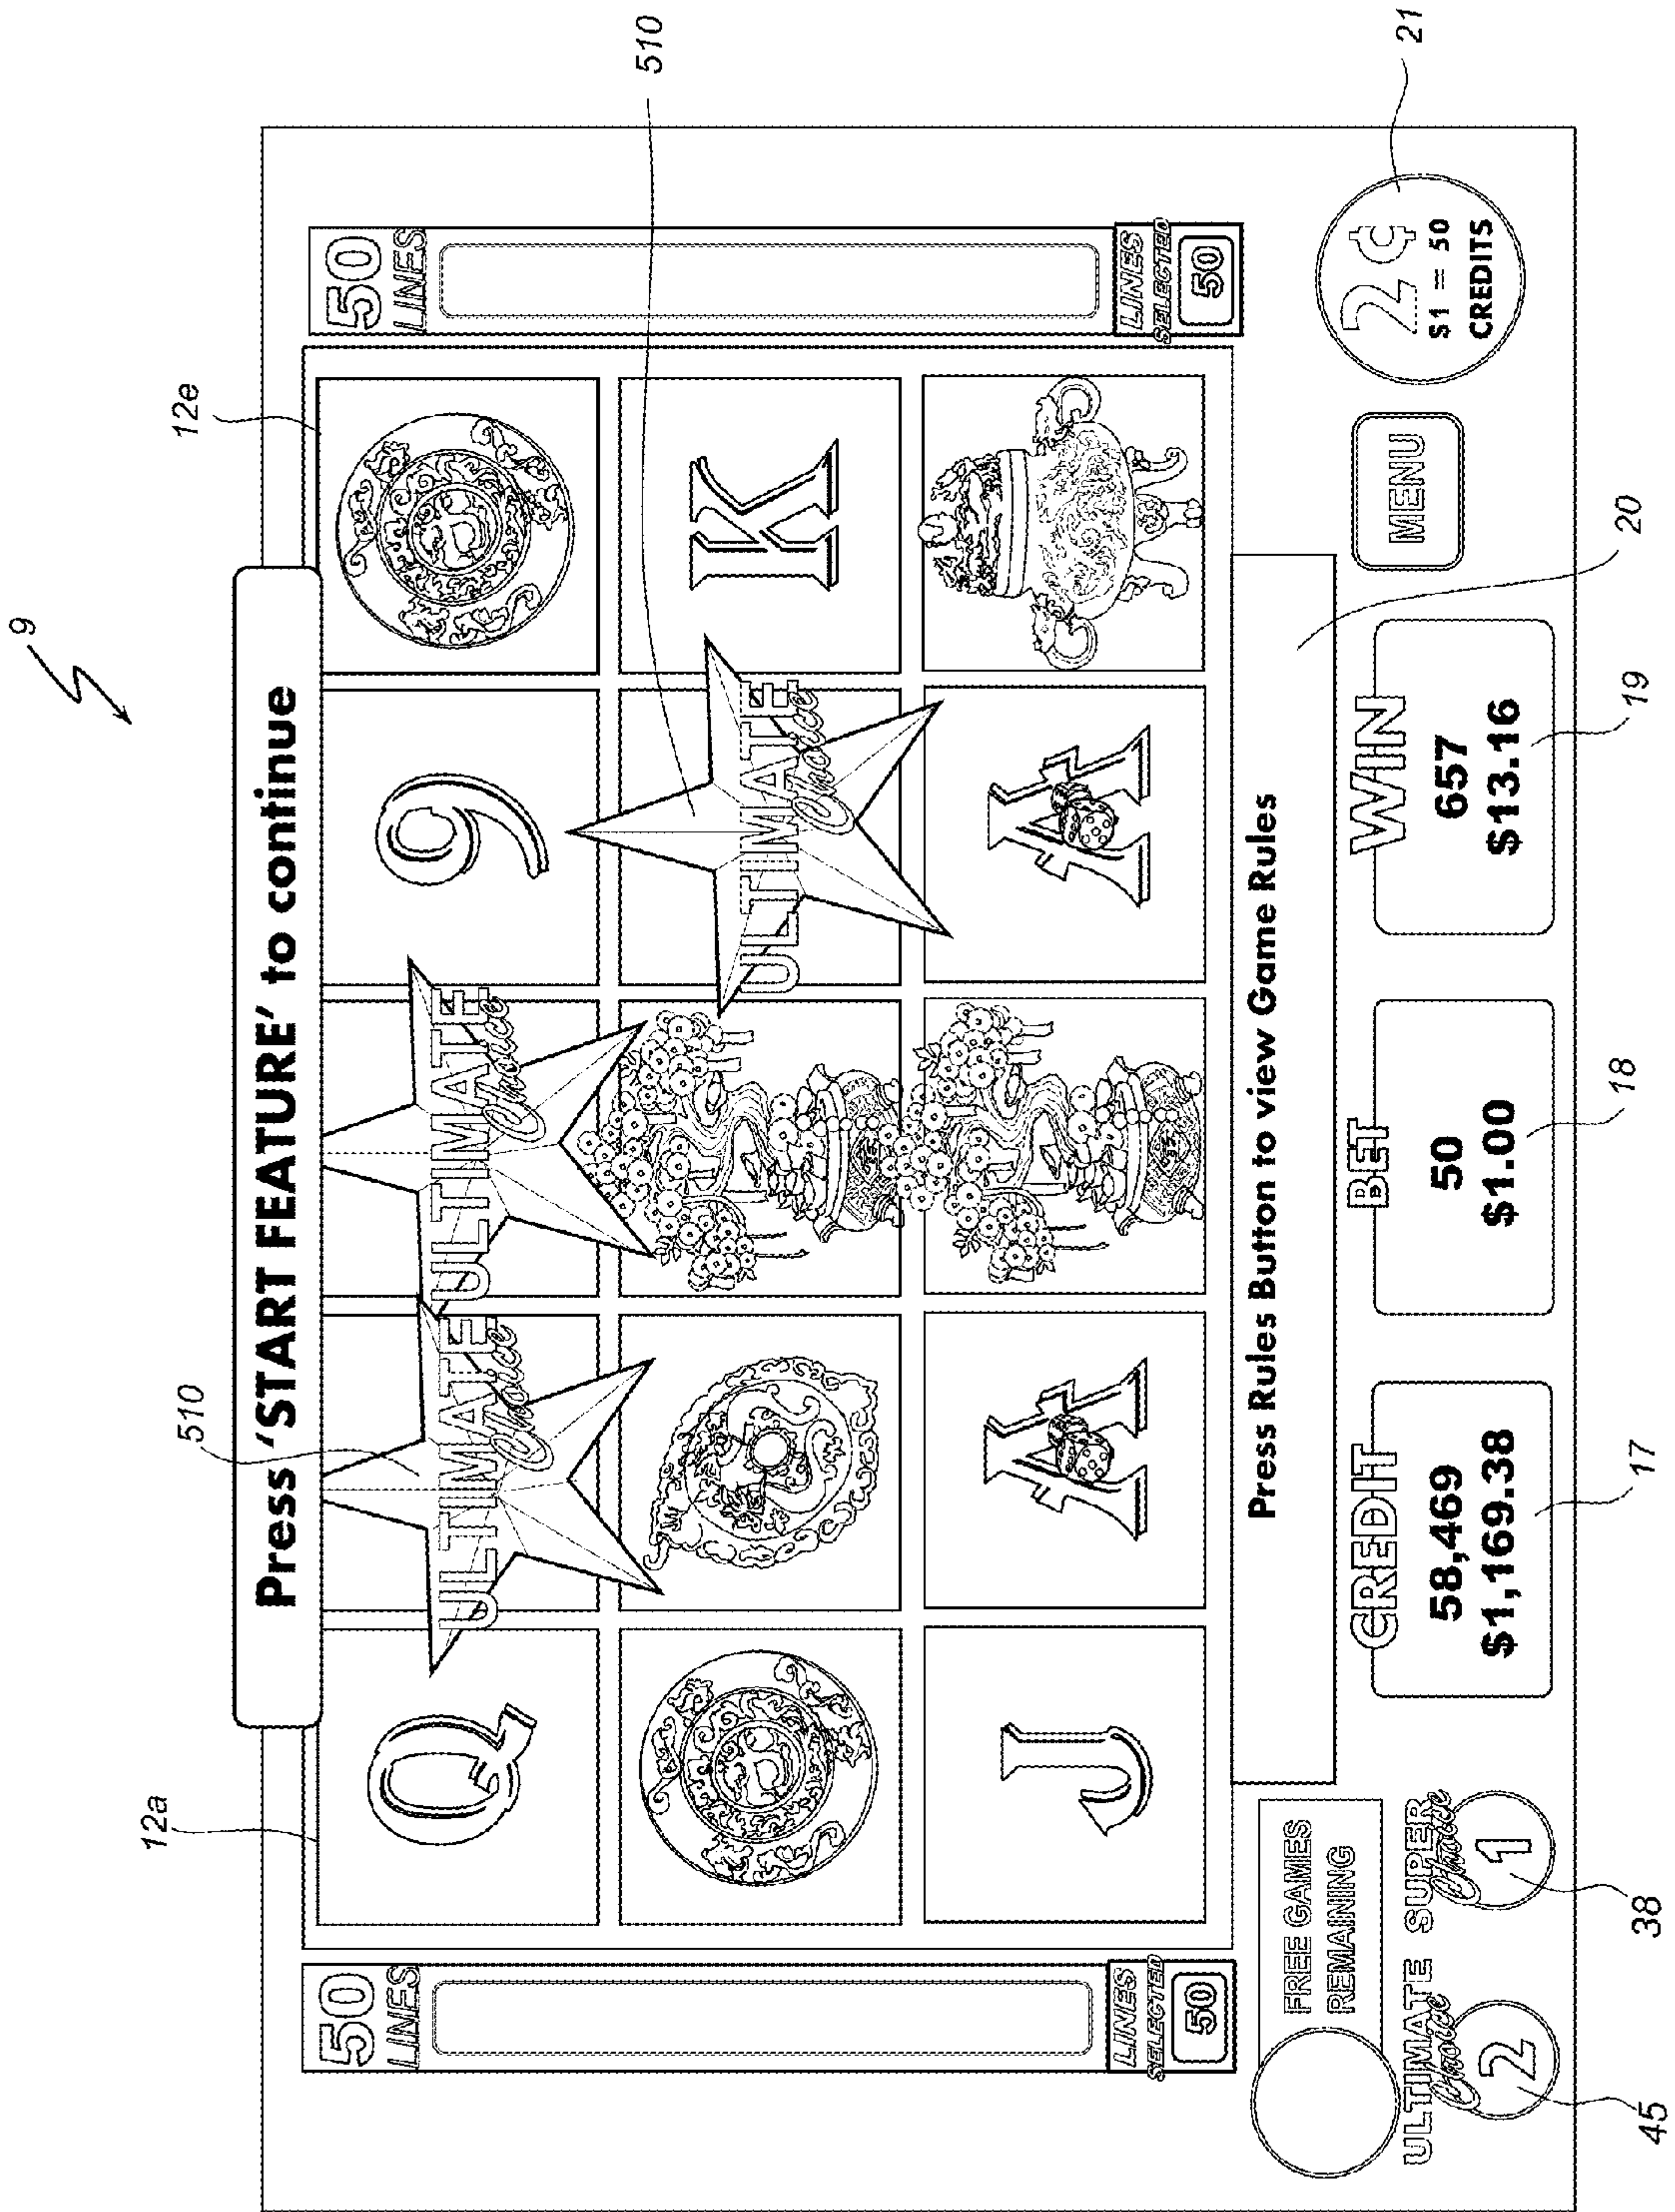 9
12a
510
12e
510
Press 'START FEATURE' to continue
50
LINES
50
LINES
Q
ULTIMATE
Choice
ULTIMATE
Choice
9
ULTIMATE
Choice
K
J
A
A
LINES
SELECTED
50
LINES
SELECTED
50
Press Rules Button to view Game Rules
FREE GAMES
REMAINING
ULTIMATE
Choice
2
SUPER
Choice
1
CREDIT
58,469
$1,169.38
BET
50
$1.00
WIN
657
$13.16
MENU
2¢
$1 = 50
CREDITS
45
38
17
18
19
20
21